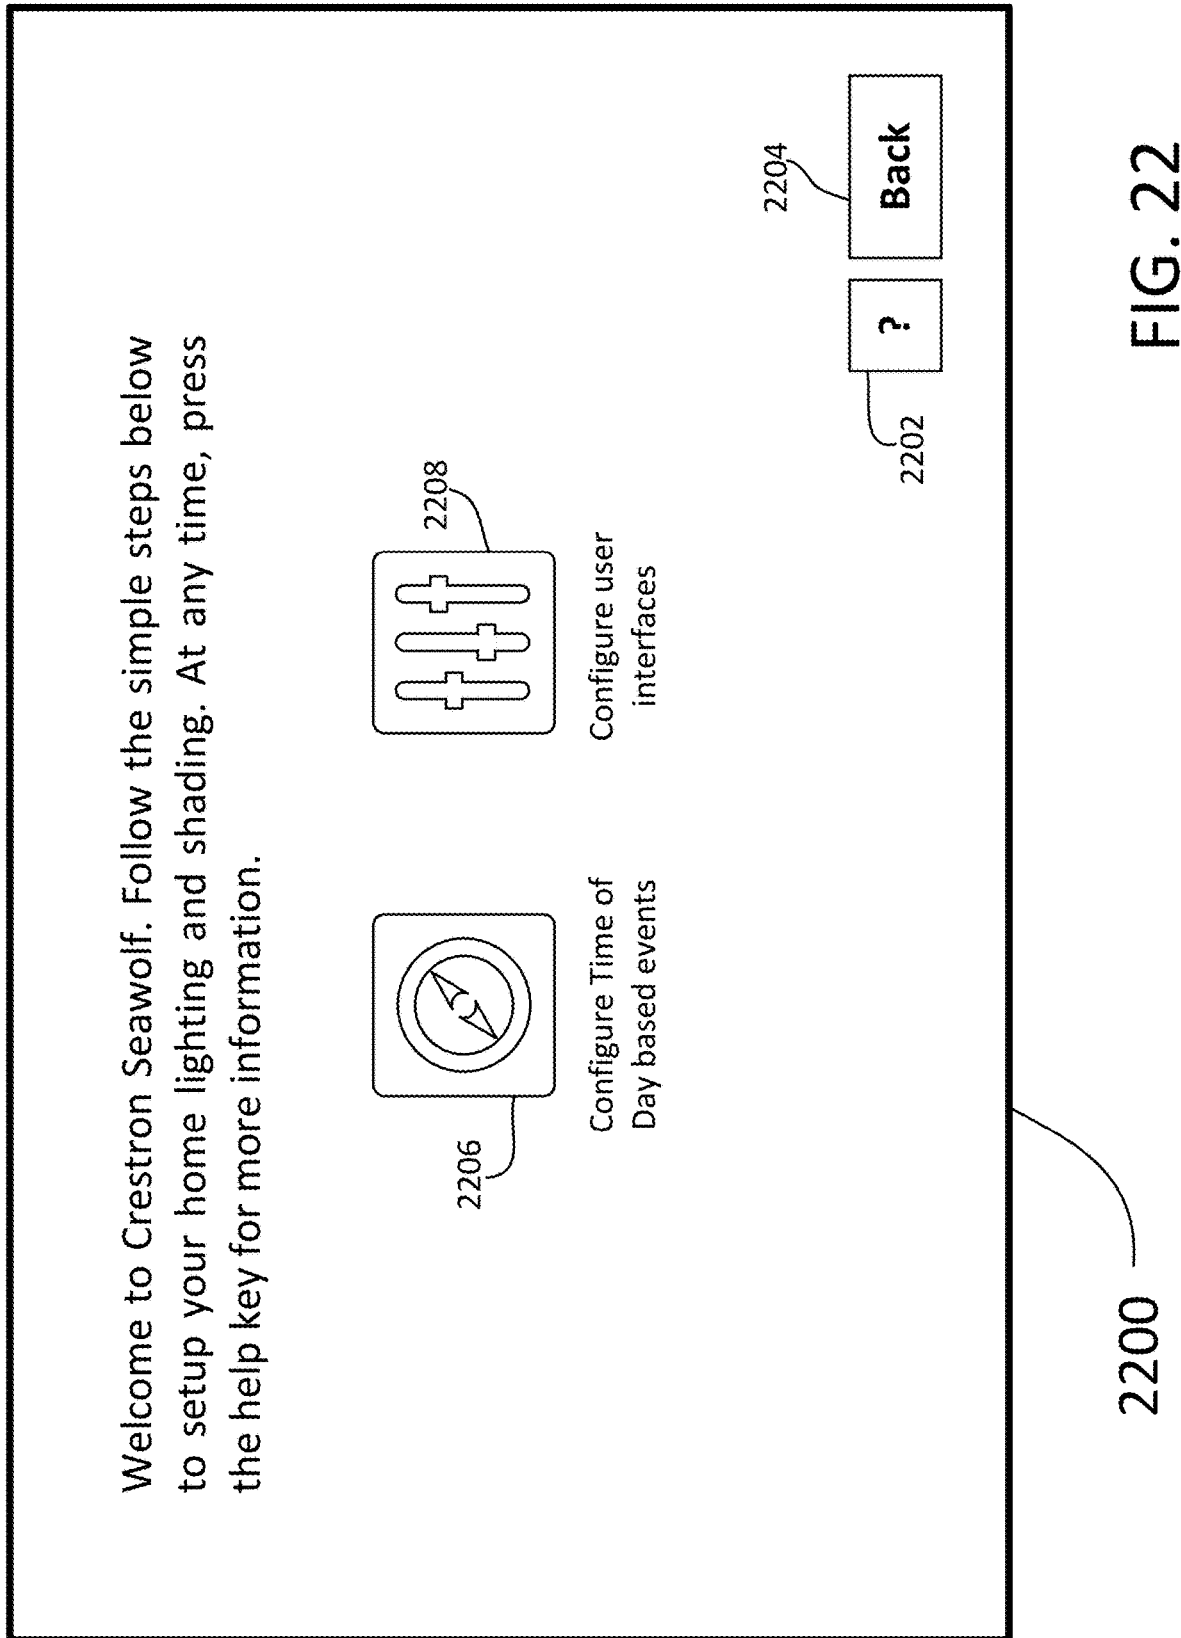 Welcome to Crestron Seawolf. Follow the simple steps below
to setup your home lighting and shading. At any time, press
the help key for more information.
2206
2208
Configure Time of
Day based events
Configure user
interfaces
2204
2202
?
Back
2200
FIG. 22